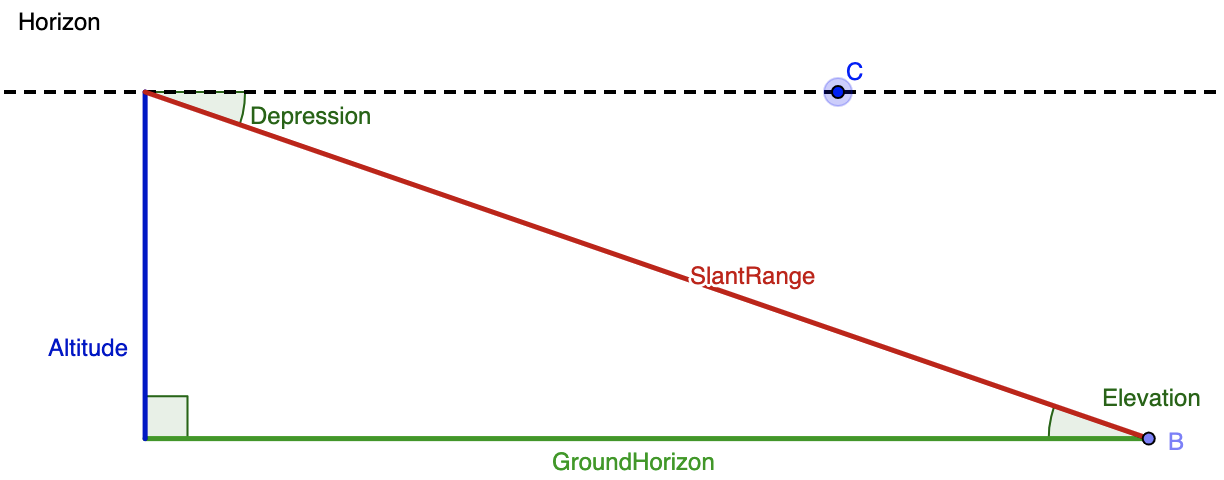 Horizon
C
Depression
SlantRange
Altitude
Elevation
B
GroundHorizon